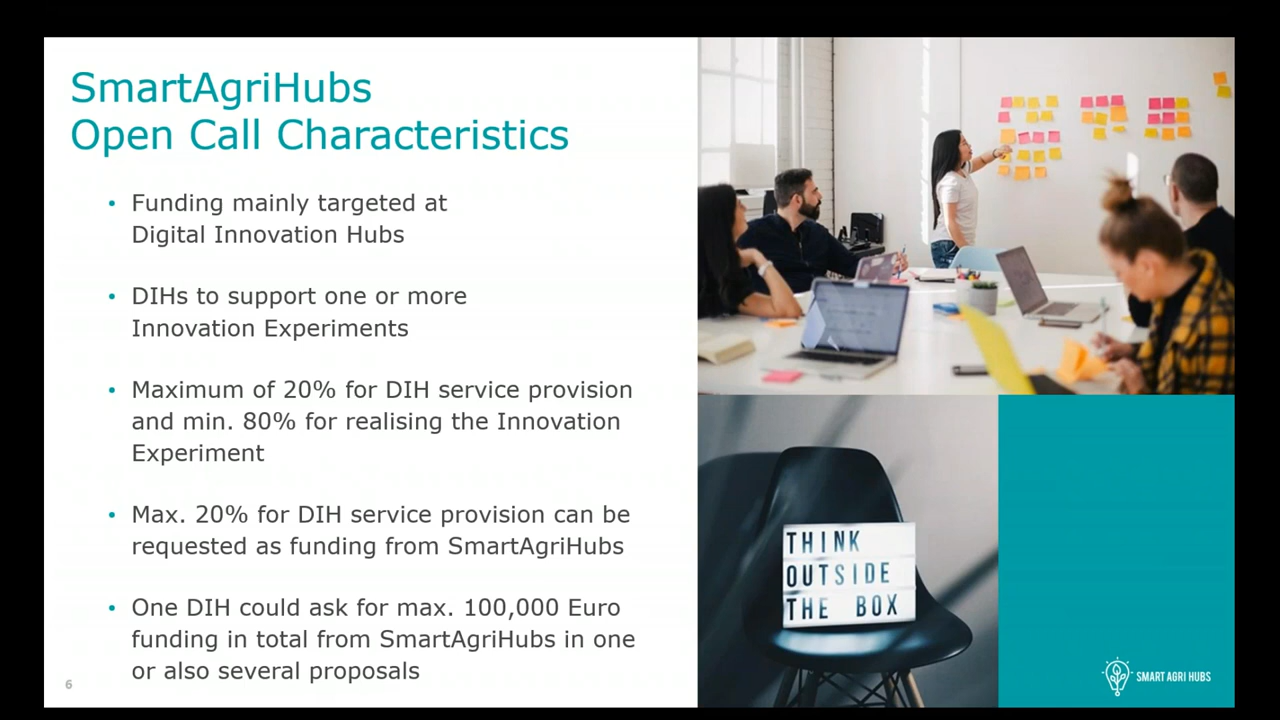 SmartAgriHubs
Open Call Characteristics
• Funding mainly targeted at
Digital Innovation Hubs
• DIHs to support one or more
Innovation Experiments
• Maximum of 20% for DIH service provision
and min. 80% for realising the Innovation
Experiment
• Max. 20% for DIH service provision can be
requested as funding from SmartAgriHubs
• One DIH could ask for max. 100,000 Euro
funding in total from SmartAgriHubs in one
or also several proposals
6
THINK
OUTSIDE
THE BOX
SMART AGRI HUBS